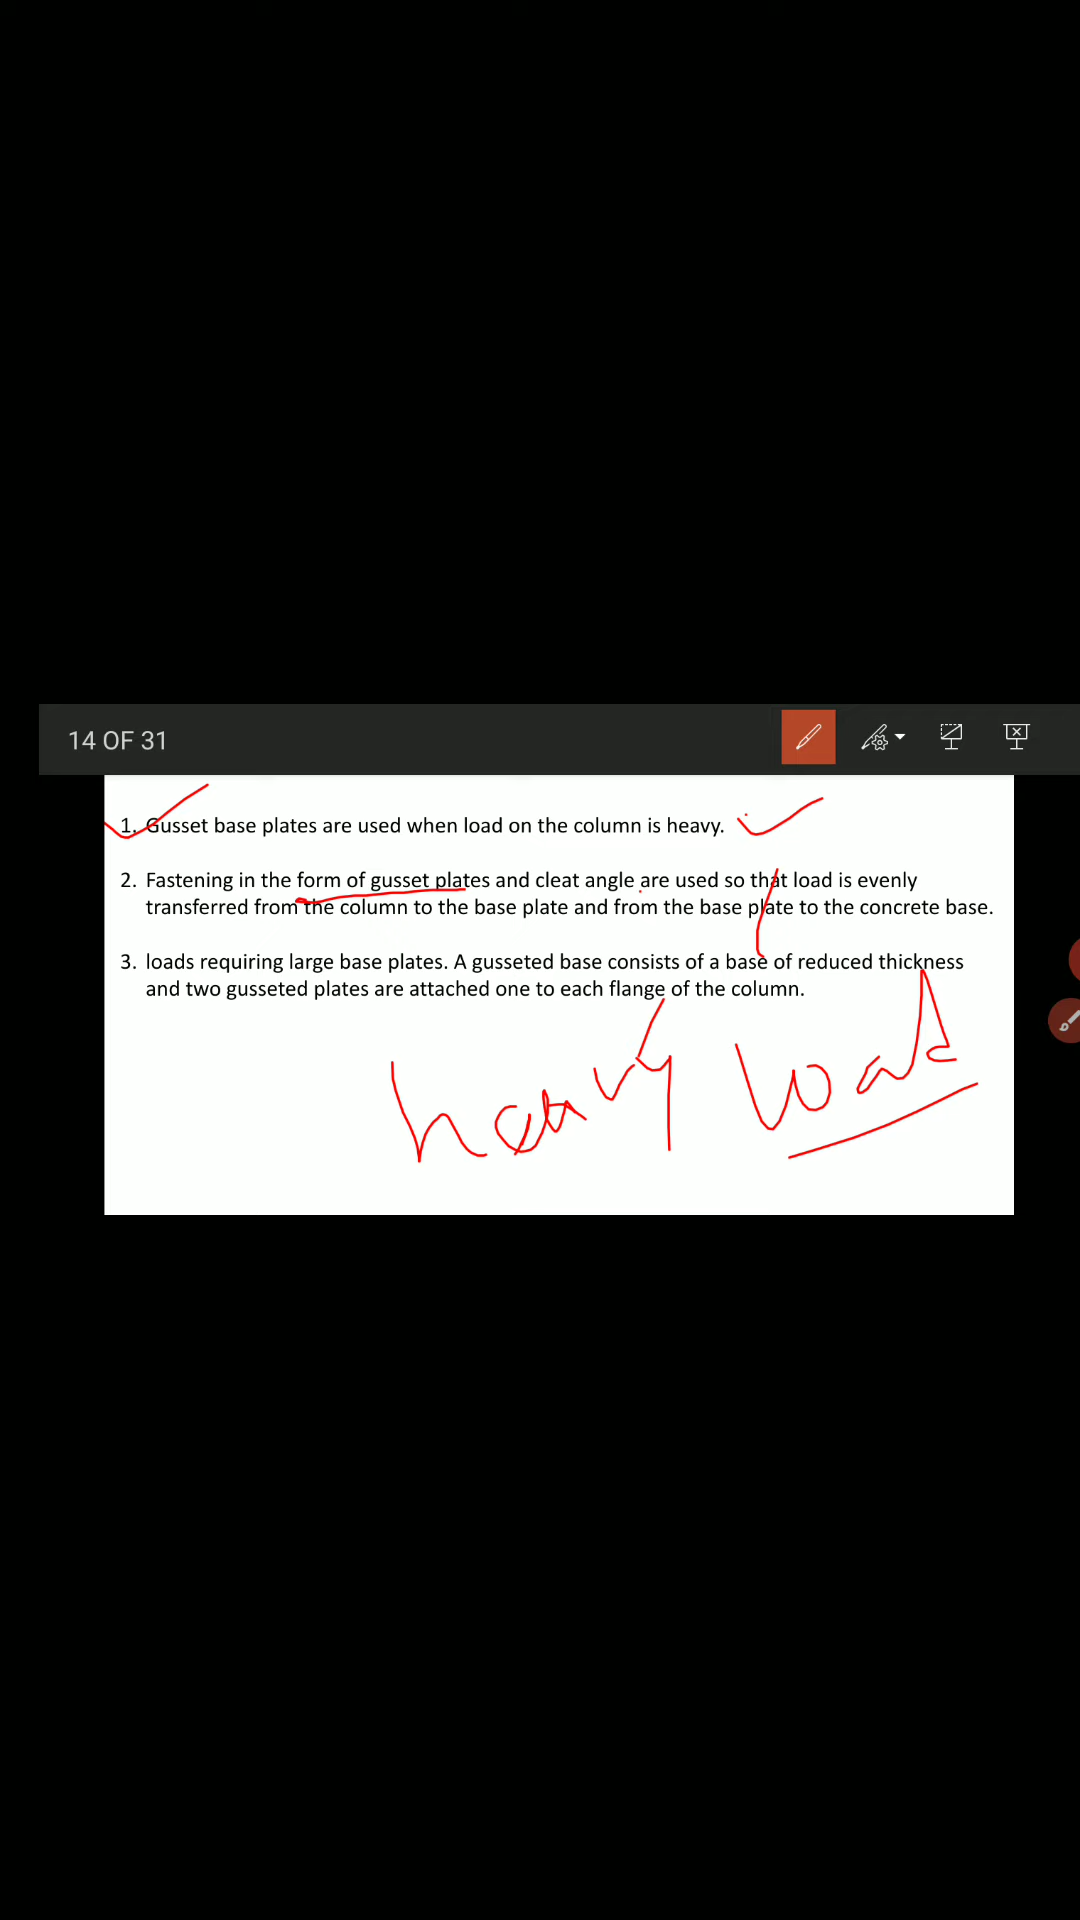 14 OF 31
1. Gusset base plates are used when load on the column is heavy.
2. Fastening in the form of gusset plates and cleat angle are used so that load is evenly
transferred from the column to the base plate and from the base plate to the concrete base.
3. loads requiring large base plates. A gusseted base consists of a base of reduced thickness
and two gusseted plates are attached one to each flange of the column.
heavy load